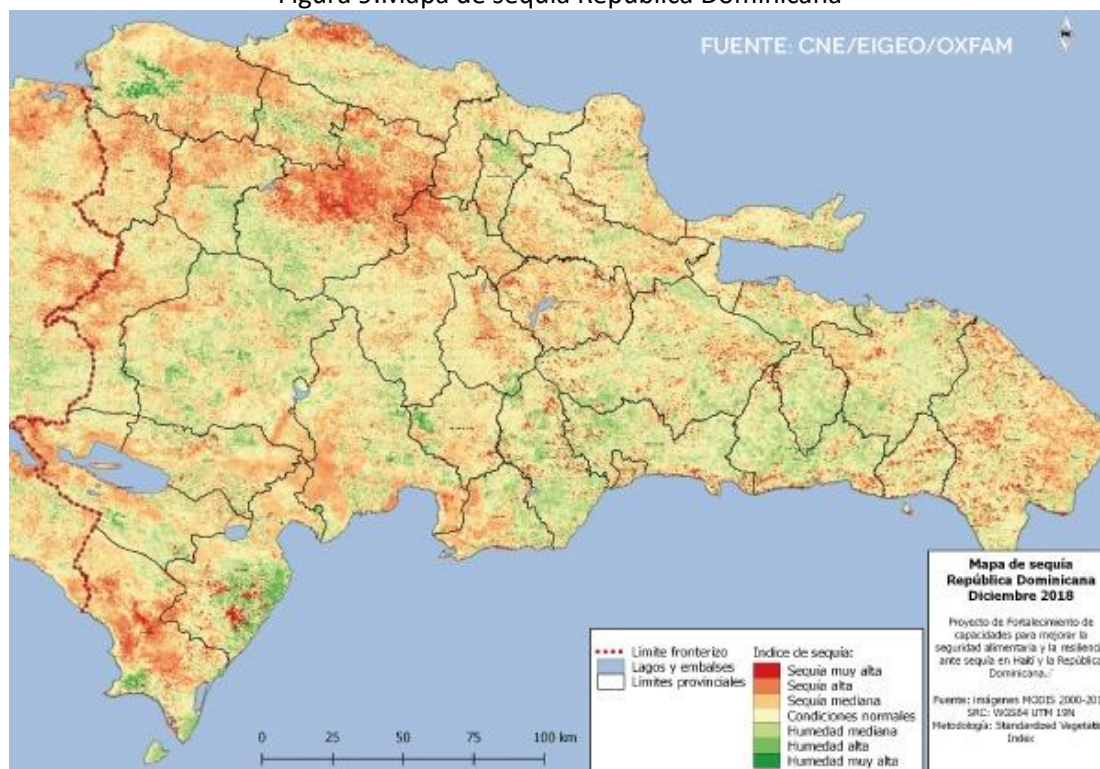 Figura 9.Mapa de sequía República Dominicana
FUENTE: CNE/EIGEO/OXFAM
Mapa de sequía
República Dominicana
Diciembre 2018
Proyecto de Fortalecimiento de
capacidades para mejorar la
seguridad alimentaria y la resilienci
ante sequía en Haití y la República
Dominicana.
Fuente: imágenes MODIS 2000-201
SRC: WGS84 UTM 19N
Metodología: Standardized Vegetati
Index
Límite fronterizo
Lagos y embalses
Límites provinciales
Indice de sequía:
Sequía muy alta
Sequía alta
Sequía mediana
Condiciones normales
Humedad mediana
Humedad alta
Humedad muy alta
0 25 50 75 100 km